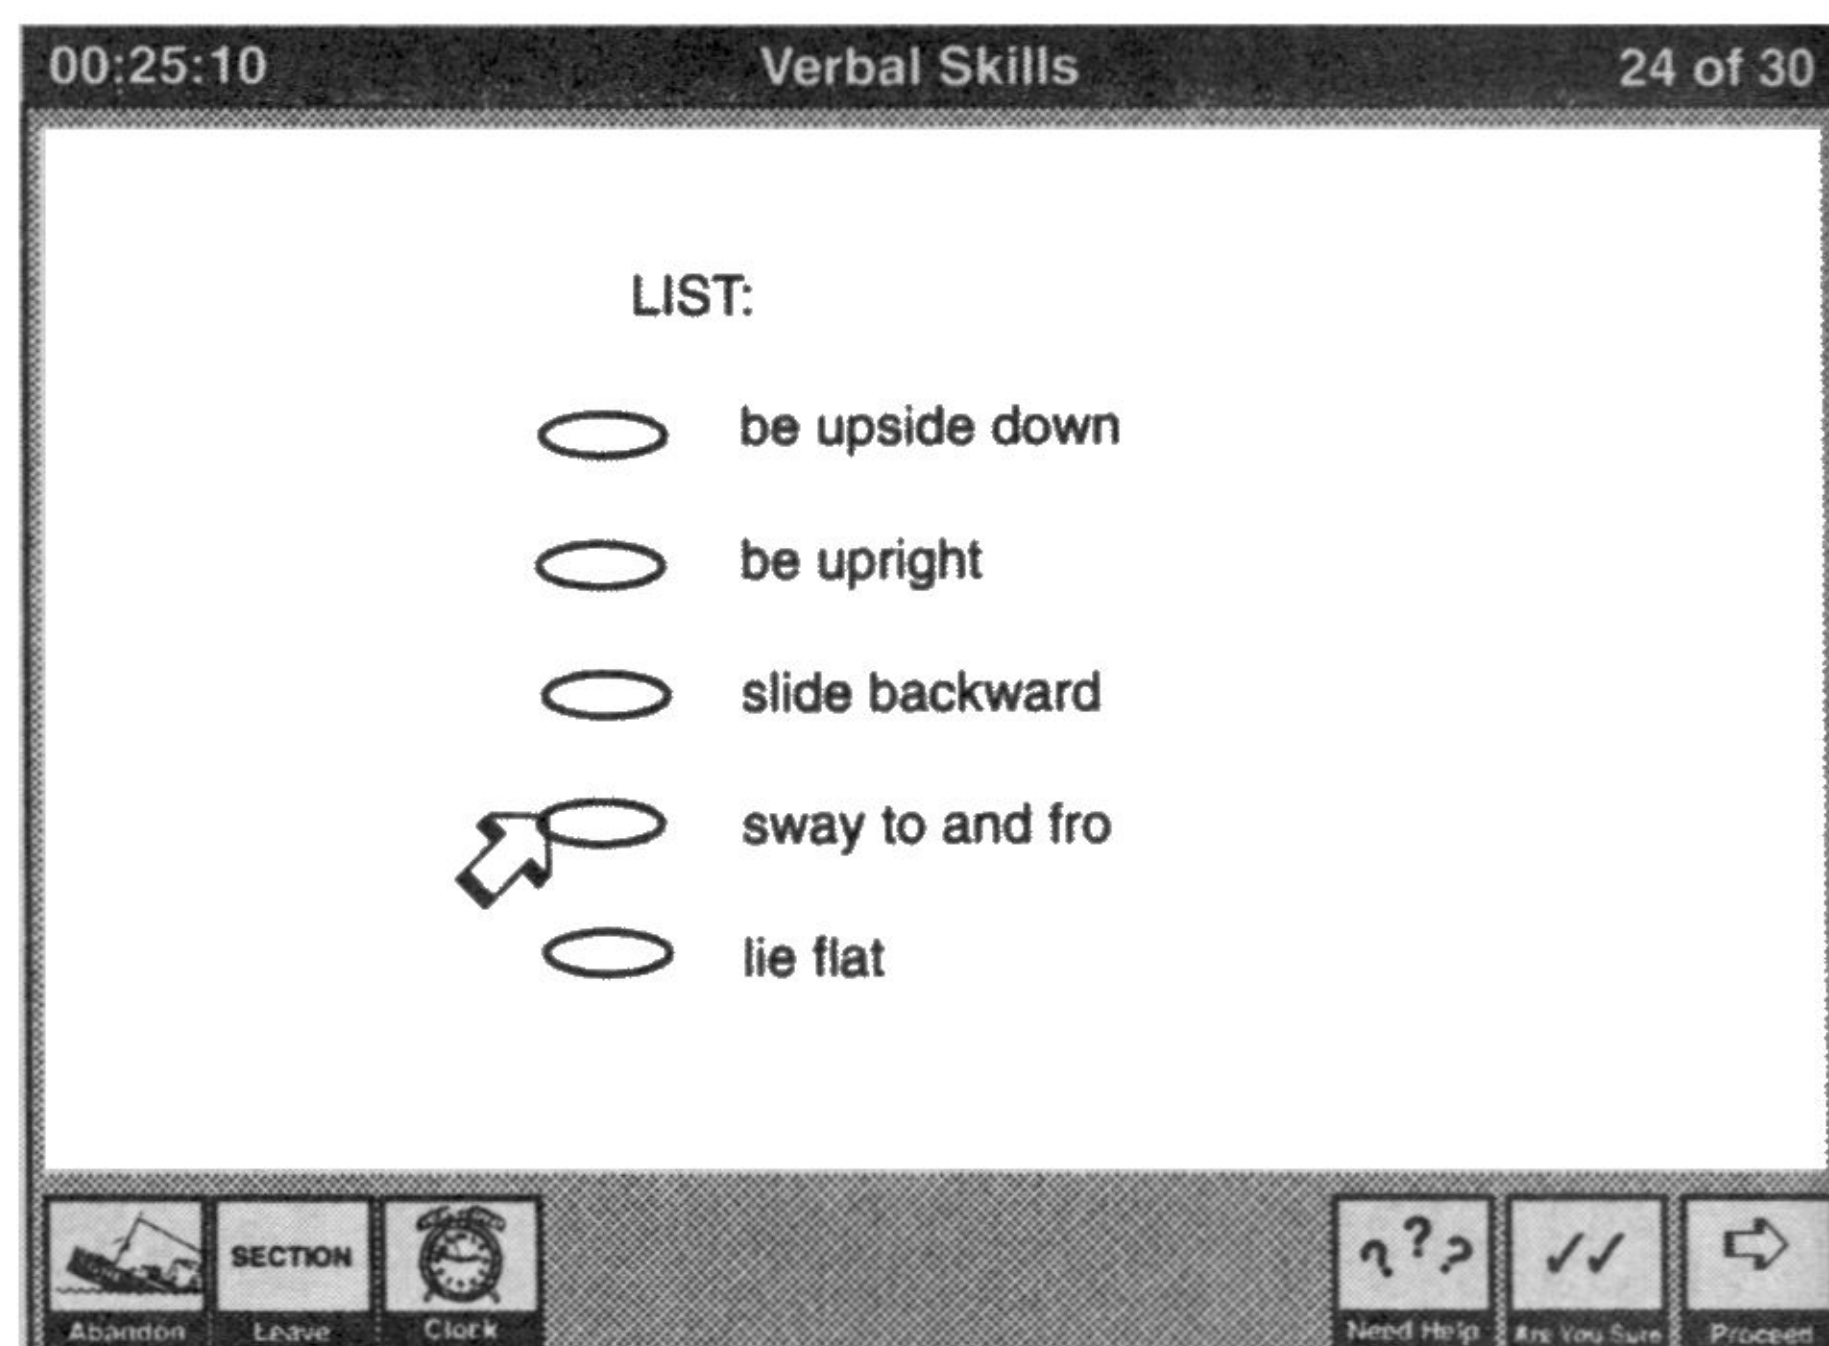 00:25:10 Verbal Skills 24 of 30
LIST:
be upside down
be upright
slide backward
sway to and fro
lie flat
SECTION
???
Abandon Leave Clock Need Help Are You Sure Proceed